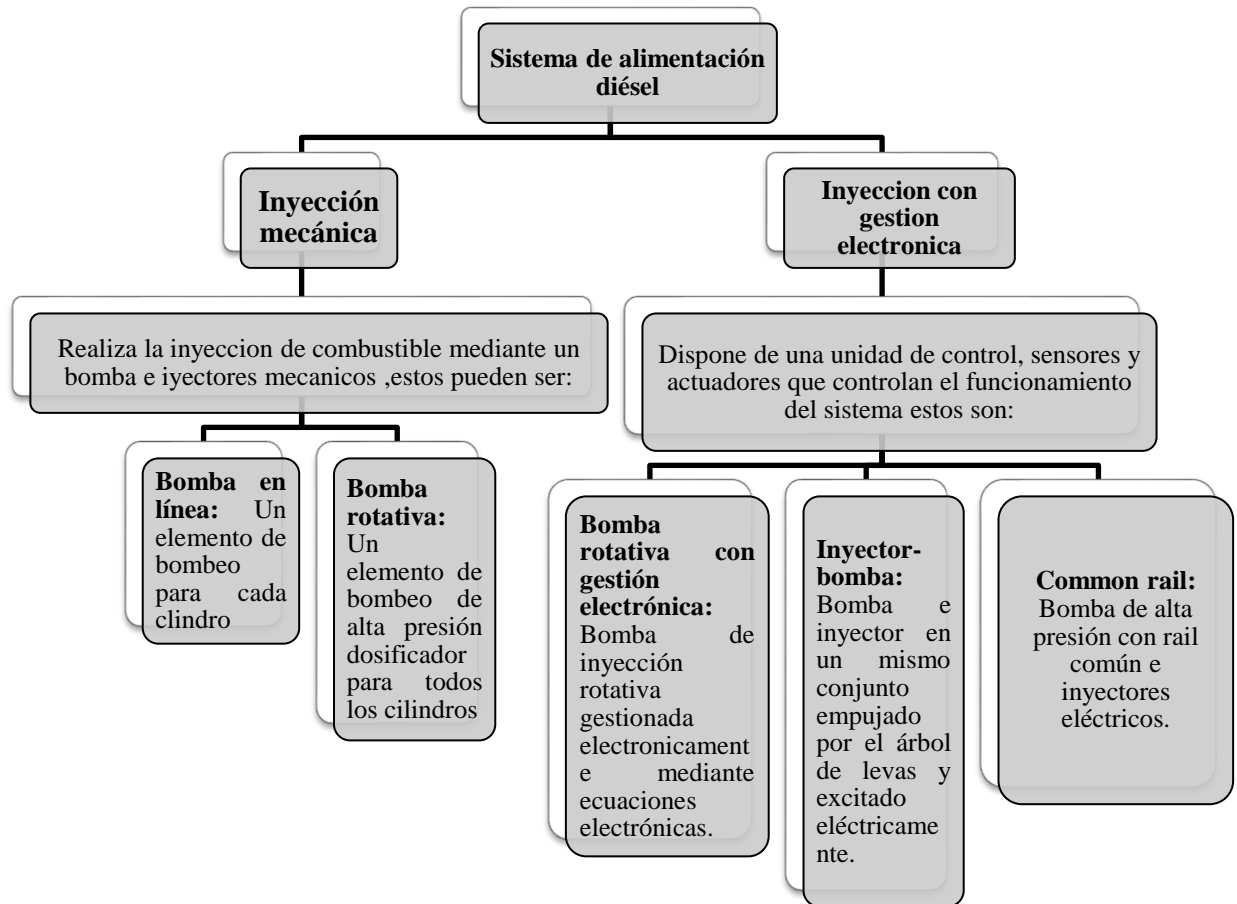 Sistema de alimentación
diésel
Inyección
mecánica
Inyeccion con
gestion
electronica
Realiza la inyeccion de combustible mediante un
bomba e iyectores mecanicos ,estos pueden ser:
Dispone de una unidad de control, sensores y
actuadores que controlan el funcionamiento
del sistema estos son:
Bomba en
línea: Un
elemento de
bombeo
para cada
clindro
Bomba
rotativa:
Un
elemento de
bombeo de
alta presión
dosificador
para todos
los cilindros
Bomba
rotativa con
gestión
electrónica:
Bomba de
inyección
rotativa
gestionada
electronicament
e mediante
ecuaciones
electrónicas.
Inyector-
bomba:
Bomba e
inyector en
un mismo
conjunto
empujado
por el árbol
de levas y
excitado
eléctricame
nte.
Common rail:
Bomba de alta
presión con rail
común e
inyectores
eléctricos.